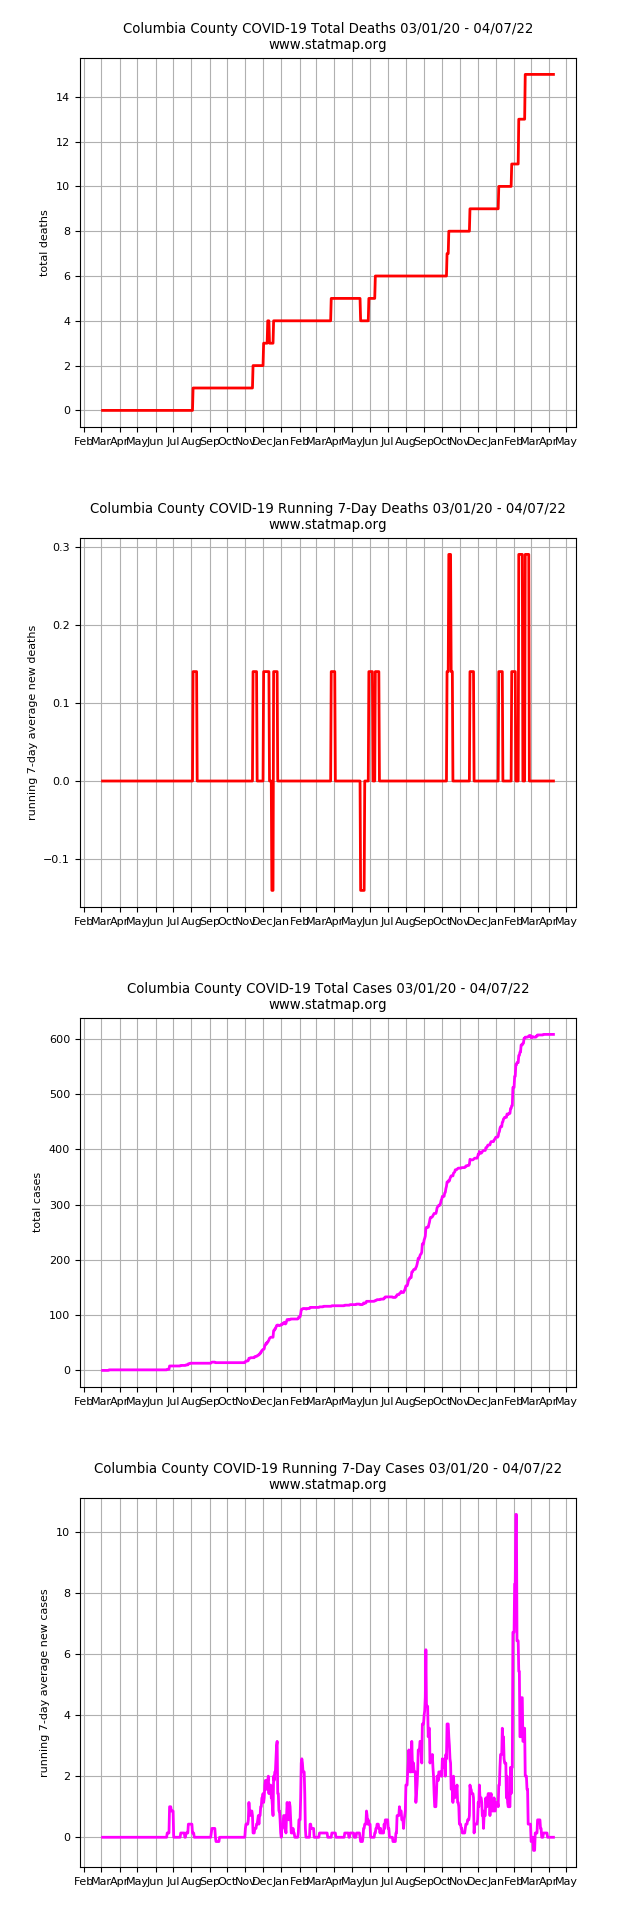 Columbia County COVID-19 Total Deaths 03/01/20 - 04/07/22
www.statmap.org
total deaths
14
12
10
8
6
4
2
0
Feb Mar Apr May Jun Jul Aug Sep Oct Nov Dec Jan Feb Mar Apr May Jun Jul Aug Sep Oct Nov Dec Jan Feb Mar Apr May
Columbia County COVID-19 Running 7-Day Deaths 03/01/20 - 04/07/22
www.statmap.org
running 7-day average new deaths
0.3
0.2
0.1
0.0
−0.1
Feb Mar Apr May Jun Jul Aug Sep Oct Nov Dec Jan Feb Mar Apr May Jun Jul Aug Sep Oct Nov Dec Jan Feb Mar Apr May
Columbia County COVID-19 Total Cases 03/01/20 - 04/07/22
www.statmap.org
total cases
600
500
400
300
200
100
0
Feb Mar Apr May Jun Jul Aug Sep Oct Nov Dec Jan Feb Mar Apr May Jun Jul Aug Sep Oct Nov Dec Jan Feb Mar Apr May
Columbia County COVID-19 Running 7-Day Cases 03/01/20 - 04/07/22
www.statmap.org
running 7-day average new cases
10
8
6
4
2
0
Feb Mar Apr May Jun Jul Aug Sep Oct Nov Dec Jan Feb Mar Apr May Jun Jul Aug Sep Oct Nov Dec Jan Feb Mar Apr May